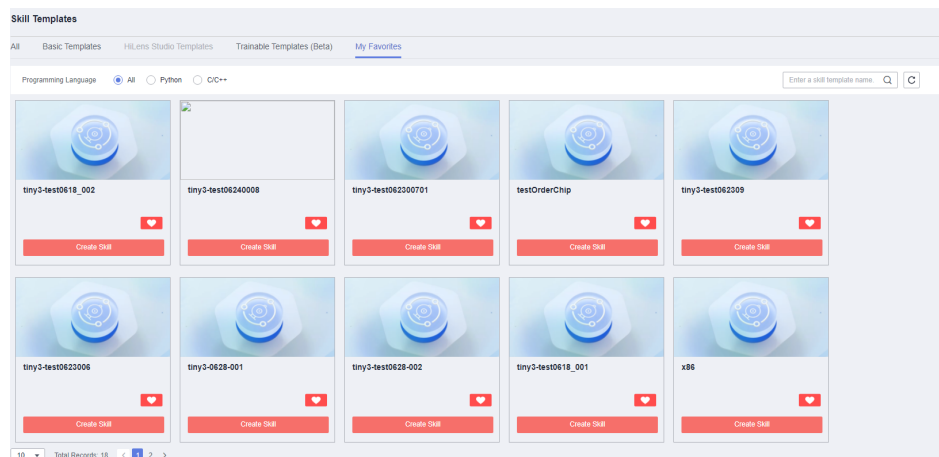 Skill Templates
All Basic Templates HiLens Studio Templates Trainable Templates (Beta) My Favorites
Programming Language All Python C/C++ Enter a skill template name.
tiny3-test0618_002 tiny3-test06240008 tiny3-test062300701 testOrderChip tiny3-test062309
Create Skill Create Skill Create Skill Create Skill Create Skill
tiny3-test0623006 tiny3-0628-001 tiny3-test0628-002 tiny3-test0618_001 x86
Create Skill Create Skill Create Skill Create Skill Create Skill
10 Total Records: 18 < 1 2 >